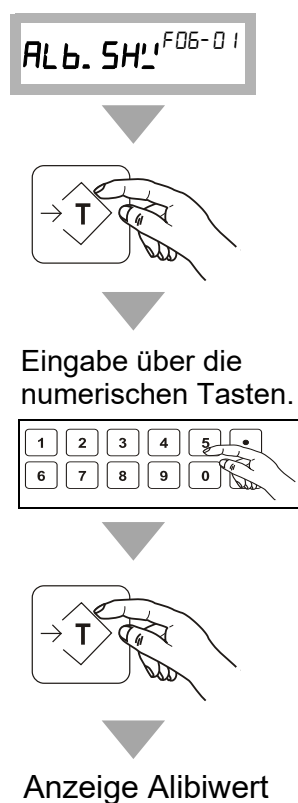 ALb. SHW F06-01
→ T
Eingabe über die
numerischen Tasten.
1 2 3 4 5 •
6 7 8 9 0
→ T
Anzeige Alibiwert